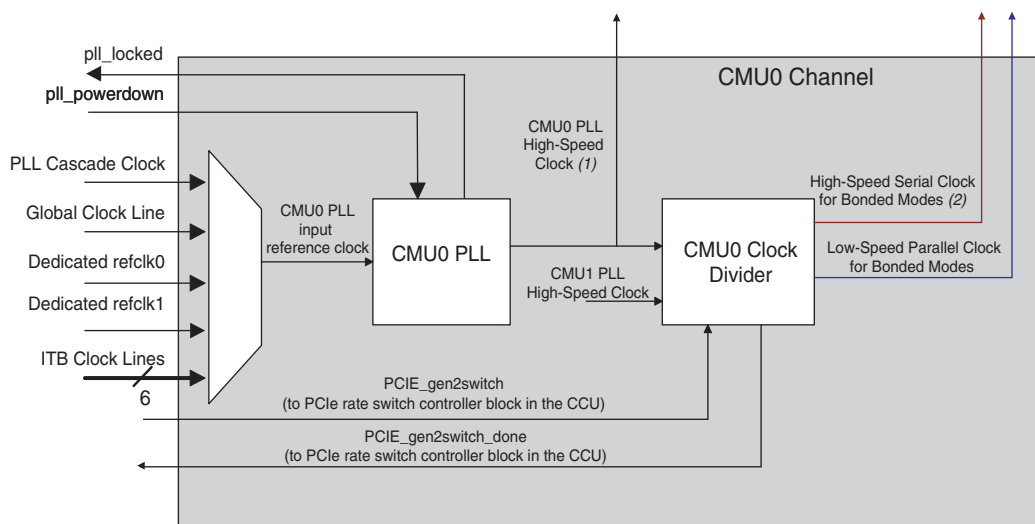 pll_locked
CMU0 Channel
pll_powerdown
CMU0 PLL
High-Speed
Clock (1)
PLL Cascade Clock
High-Speed Serial Clock
for Bonded Modes (2)
Global Clock Line
CMU0 PLL
input
reference clock
CMU0 PLL
CMU0 Clock
Divider
Low-Speed Parallel Clock
for Bonded Modes
Dedicated refclk0
CMU1 PLL
High-Speed Clock
Dedicated refclk1
ITB Clock Lines
6
PCIE_gen2switch
(to PCIe rate switch controller block in the CCU)
PCIE_gen2switch_done
(to PCIe rate switch controller block in the CCU)